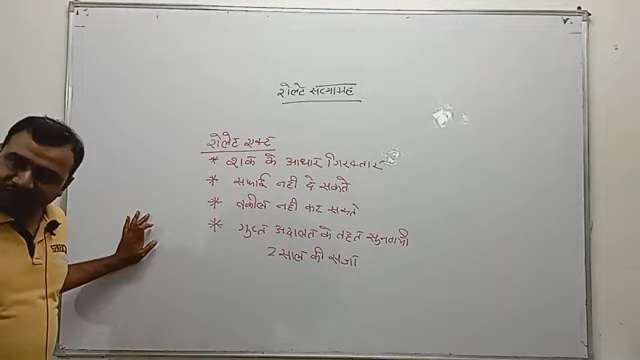 रोलेट सत्याग्रह
रोलेट एक्ट
* शक के आधार गिरफ्तार
* सफाई नही दे सकते
* वकील नही कर सकते
* गुप्त अदालत के तहत सुनवायी
2 साल की सजा